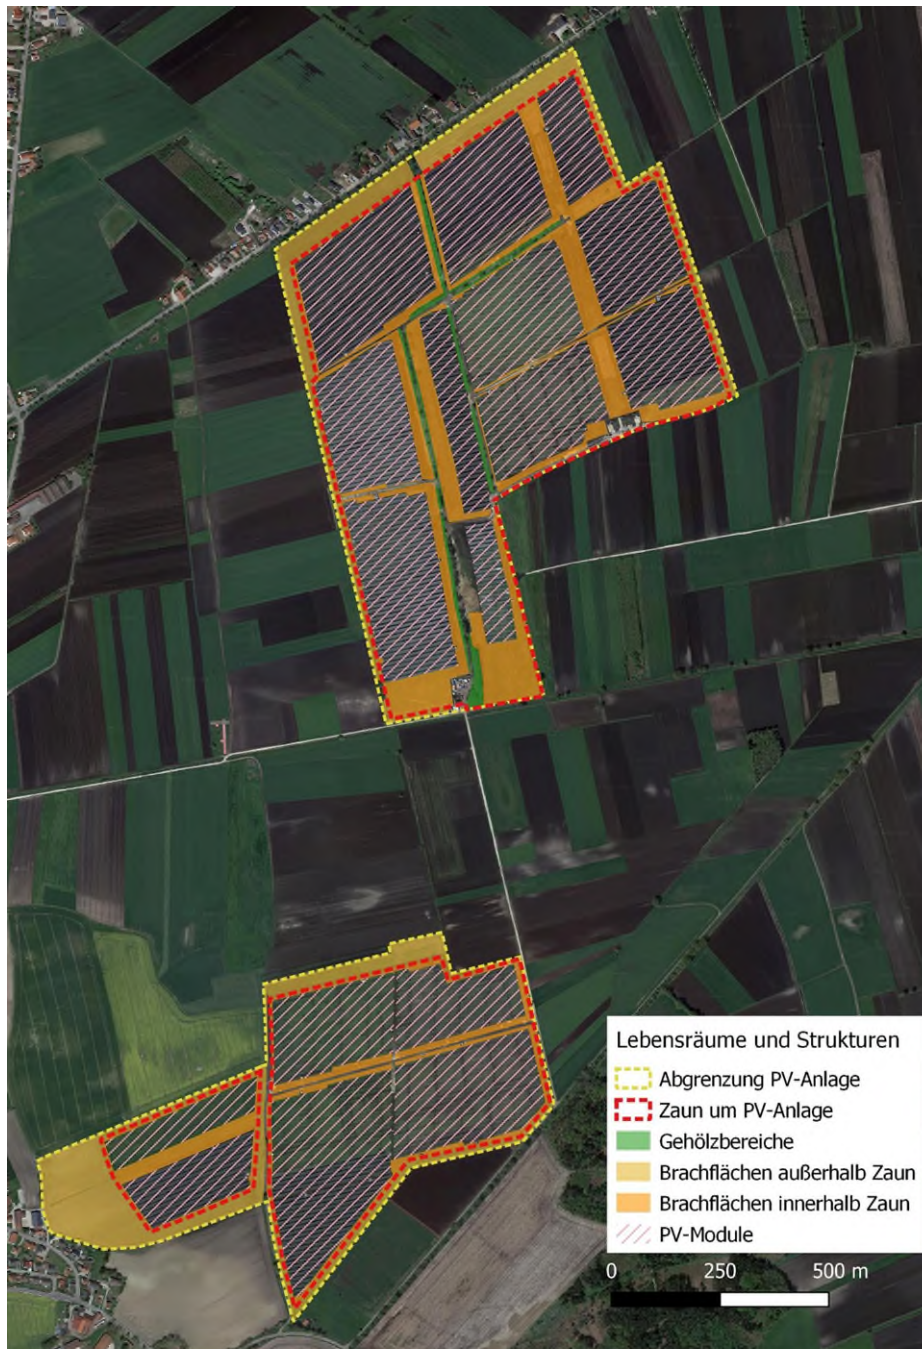 Lebensräume und Strukturen
Abgrenzung PV-Anlage
Zaun um PV-Anlage
Gehölzbereiche
Brachflächen außerhalb Zaun
Brachflächen innerhalb Zaun
PV-Module
0 250 500 m